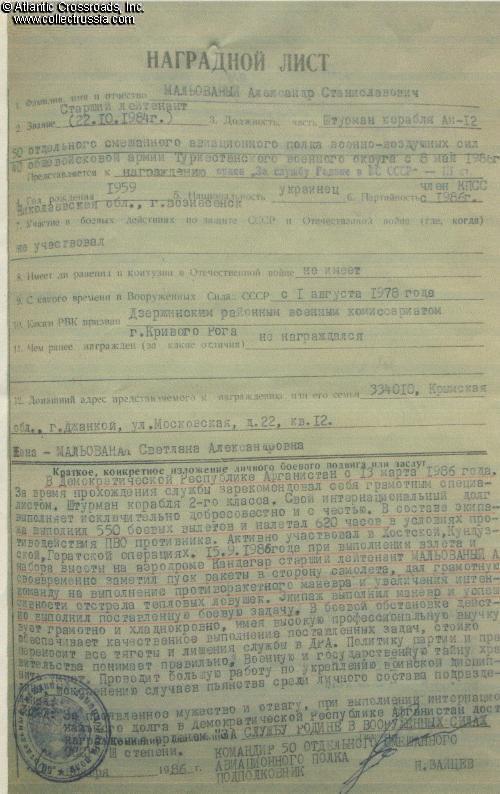 © Atlantic Crossroads, Inc.
www.collectrussia.com
НАГРАДНОЙ ЛИСТ
1. Фамилия, имя и отчество МАЛЬОВАНЫЙ Александр Станиславович
Старший лейтенант
2. Звание (22.10.1984г.) 3. Должность, часть Штурман корабля Ан-12
50 отдельного смешанного авиационного полка военно-воздушных сил
40 общевойсковой армии Туркестанского военного округа с 8 мая 1986г
Представляется к награждению орден "За службу Родине в ВС СССР" - III ст.
1959 украинец член КПСС
4. Год рождения 5. Национальность 6. Партийность с 1986г.
Николаевская обл., г.Вознесенск
7. Участие в боевых действиях по защите СССР и Отечественной войне (где, когда)
не участвовал
8. Имеет ли ранения и контузии в Отечественной войне не имеет
9. С какого времени в Вооруженных Силах СССР с 1 августа 1978 года
Дзержинским районным военным комиссариатом
10. Каким РВК призван
г.Кривого Рога
11. Чем ранее награжден (за какие отличия) не награждался
12. Домашний адрес представляемого к награждению или его семьи 334010, Крымская
обл., г.Джанкой, ул.Московская, д.22, кв.12.
Жена - МАЛЬОВАНАЯ Светлана Александровна
Краткое, конкретное изложение личного боевого подвига или заслуг
В Демократической Республике Афганистан с 13 марта 1986 года.
За время прохождения службы зарекомендовал себя грамотным специа-
листом. Штурман корабля 2-го класса. Свой интернациональный долг
выполняет исключительно добросовестно и с честью. В составе экипа-
жа выполнил 550 боевых вылетов и налетал 620 часов в условиях про-
тиводействия ПВО противника. Активно участвовал в Хостской, Кундуз-
ской, Гератской операциях. 15.9.1986года при выполнении взлета и
набора высоты на аэродроме Кандагар старший лейтенант МАЛЬОВАНЫЙ А.
своевременно заметил пуск ракеты в сторону самолета, дал грамотную
команду на выполнение противоракетного маневра и увеличения интен-
сивности отстрела тепловых ловушек. Экипаж выполнил маневр и успеш-
но выполнил поставленную боевую задачу. В боевой обстановке дейст-
вует грамотно и хладнокровно, имея высокую профессиональную выучку
обеспечивает качественное выполнение поставленных задач, стойко
переносит все тяготы и лишения службы в ДРА. Политику партии и пра-
вительства понимает правильно. Военную и государственную тайну хра-
нить умеет. Проводит большую работу по укреплению воинской дисцип-
искоренению случаев пьянства среди личного состава подразде-
За проявленное мужество и отвагу, при выполнении интернацио-
нального долга в Демократической Республике Афганистан дост
награждения орденом "ЗА СЛУЖБУ РОДИНЕ В ВООРУЖЕННЫХ СИЛАХ
III степени.
КОМАНДИР 50 ОТДЕЛЬНОГО СМЕШАННОГО
АВИАЦИОННОГО ПОЛКА
1986 г. ПОДПОЛКОВНИК Н.ЗАЙЦЕВ